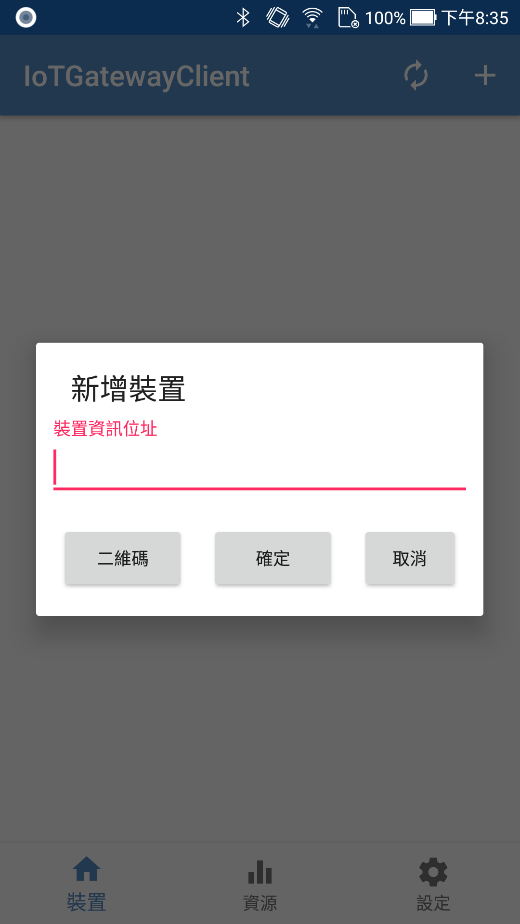 100% 下午8:35
IoTGatewayClient
新增裝置
裝置資訊位址
二維碼 確定 取消
裝置 資源 設定